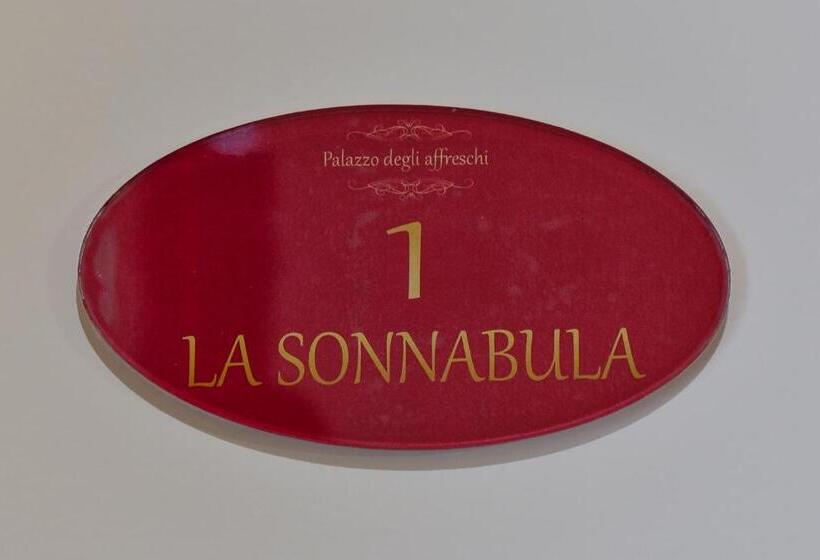 Palazzo degli affreschi
1
LA SONNABULA